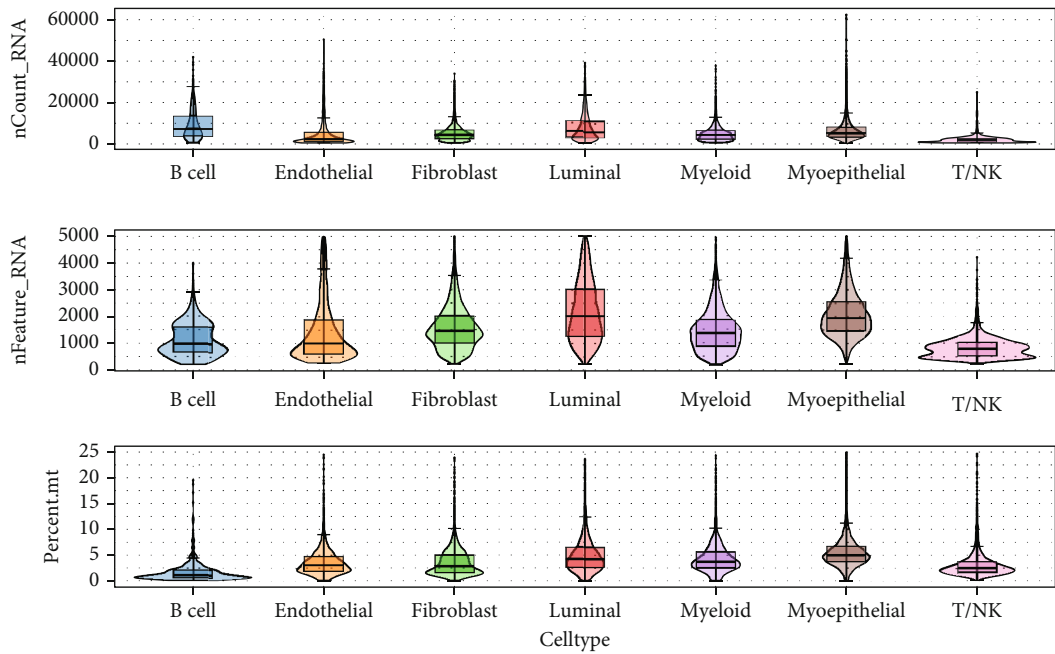 nCount_RNA
60000
40000
20000
0
B cell Endothelial Fibroblast Luminal Myeloid Myoepithelial T/NK
nFeature_RNA
5000
4000
3000
2000
1000
0
B cell Endothelial Fibroblast Luminal Myeloid Myoepithelial T/NK
Percent.mt
25
20
15
10
5
0
B cell Endothelial Fibroblast Luminal Myeloid Myoepithelial T/NK
Celltype